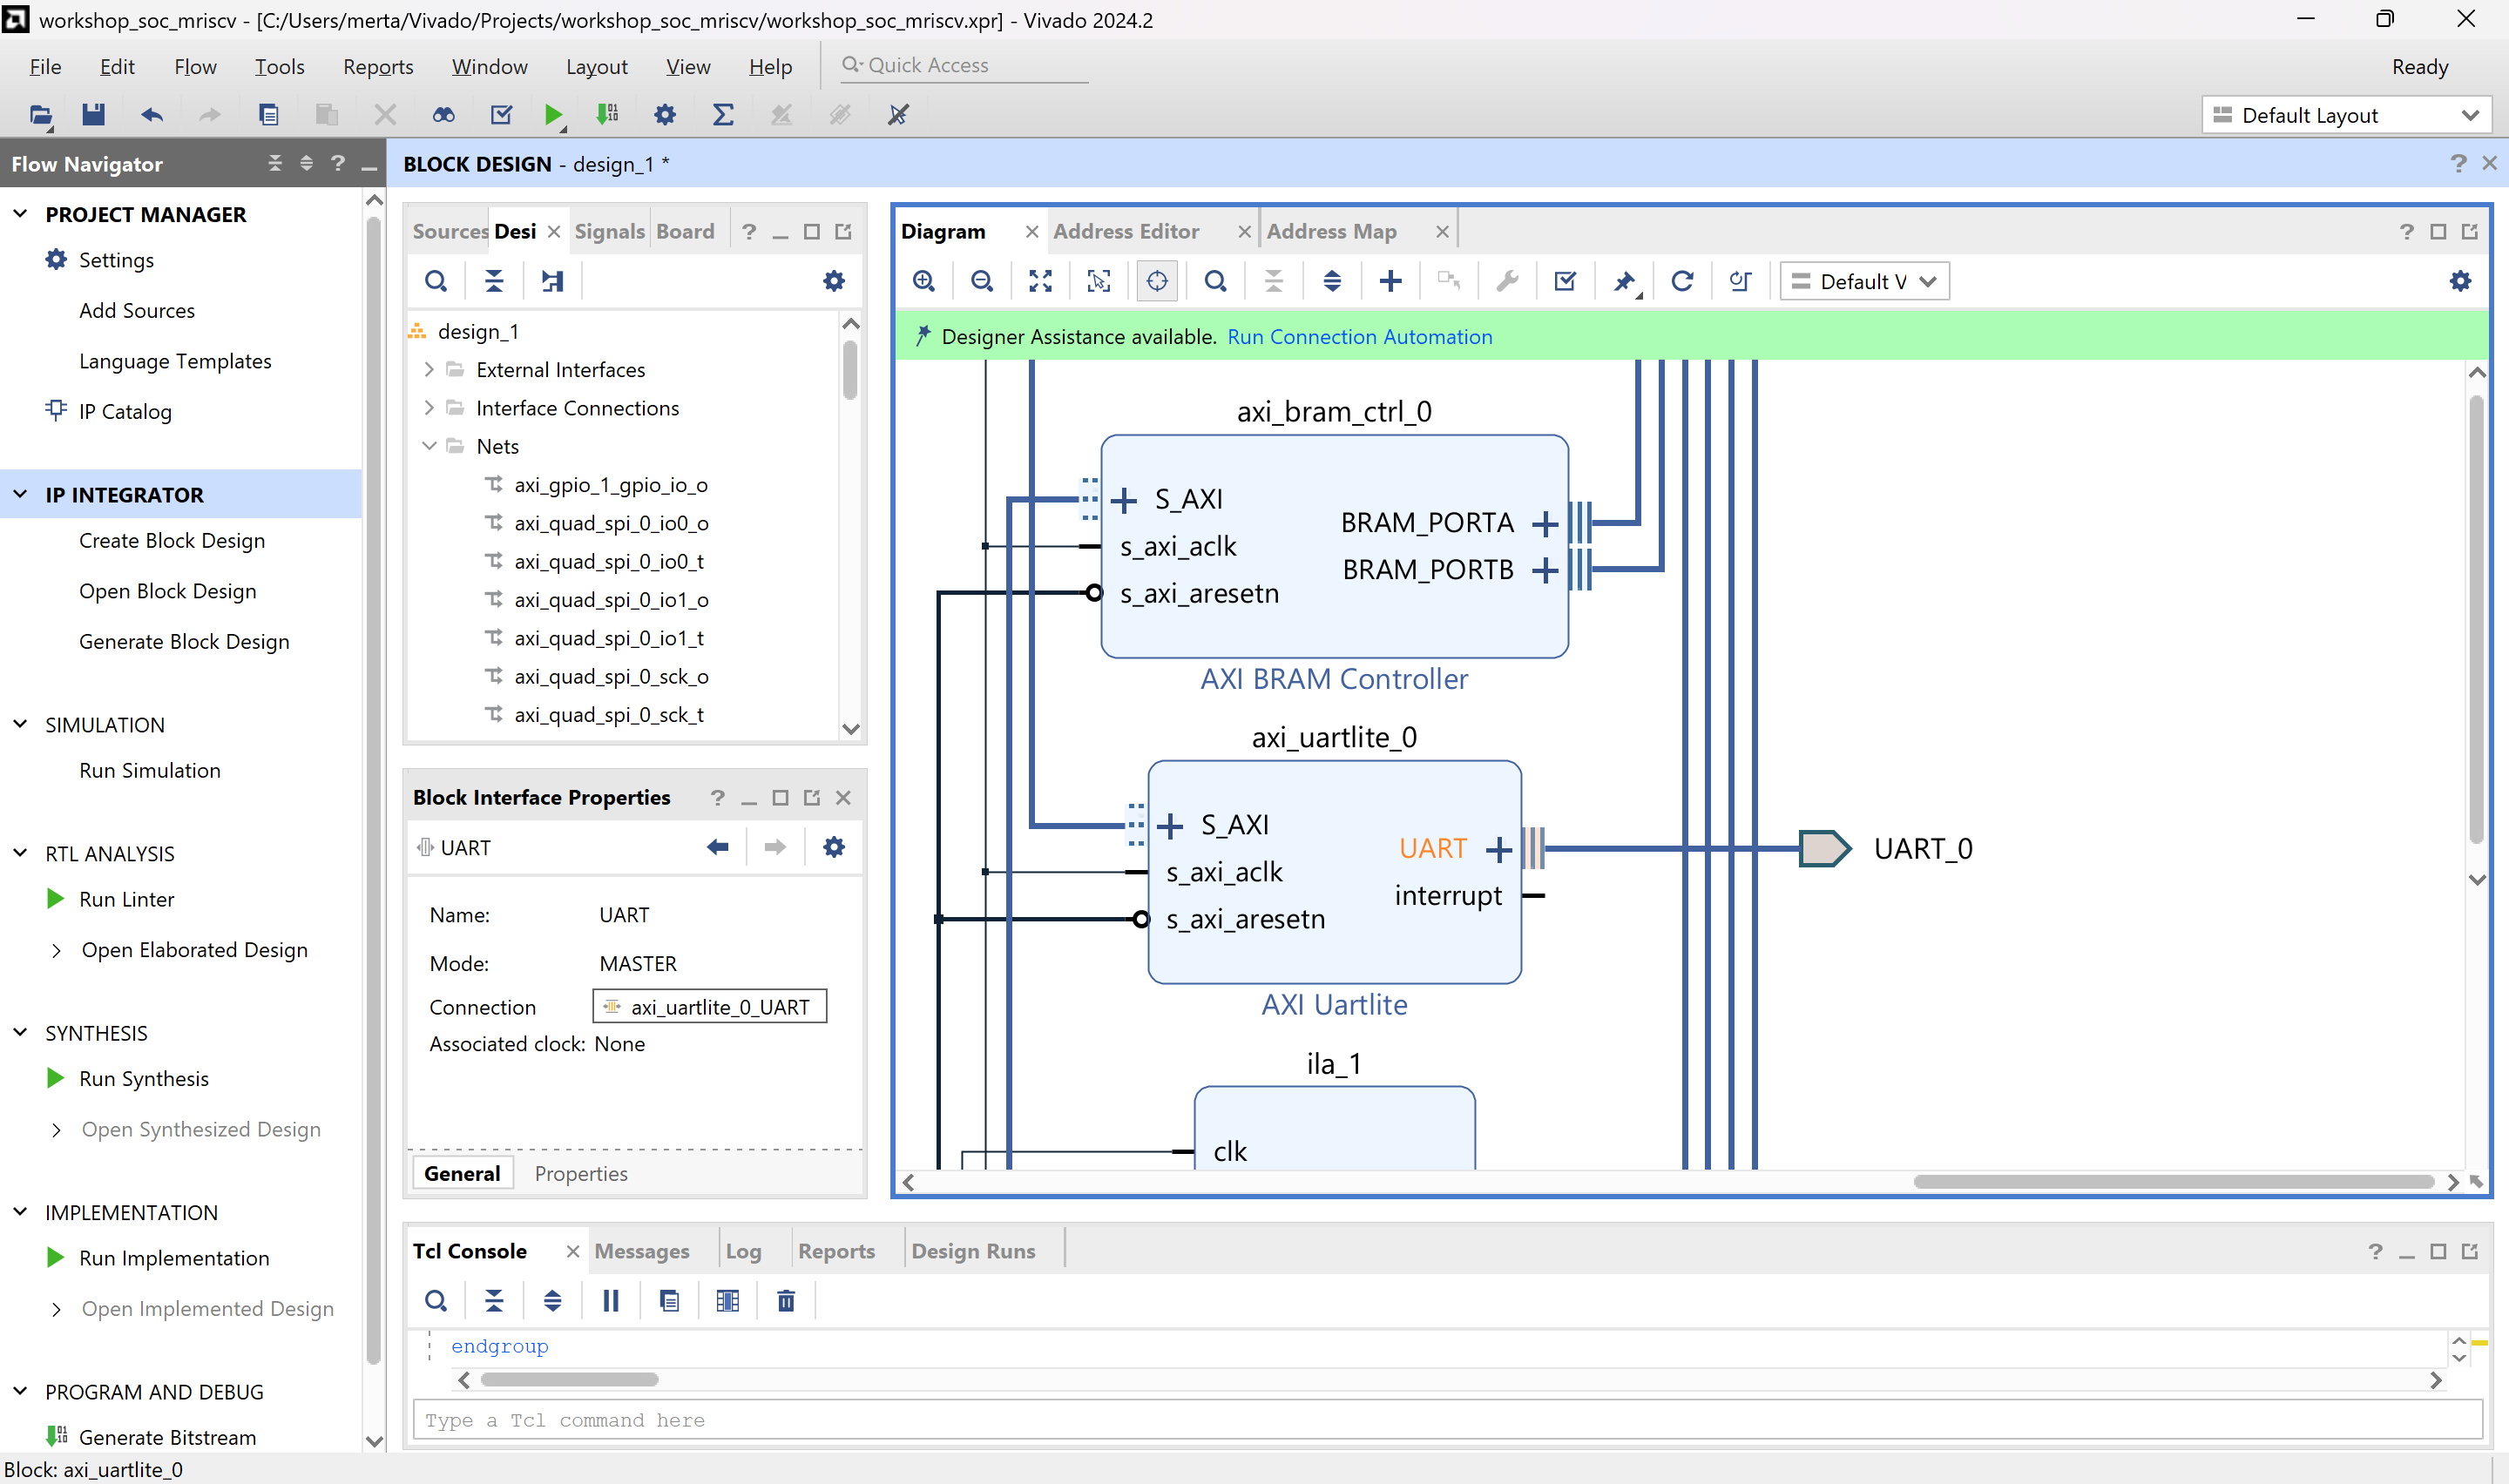 workshop_soc_mriscv - [C:/Users/merta/Vivado/Projects/workshop_soc_mriscv/workshop_soc_mriscv.xpr] - Vivado 2024.2
File Edit Flow Tools Reports Window Layout View Help Quick Access Ready
Default Layout
Flow Navigator
PROJECT MANAGER
Settings
Add Sources
Language Templates
IP Catalog
IP INTEGRATOR
Create Block Design
Open Block Design
Generate Block Design
SIMULATION
Run Simulation
RTL ANALYSIS
Run Linter
Open Elaborated Design
SYNTHESIS
Run Synthesis
Open Synthesized Design
IMPLEMENTATION
Run Implementation
Open Implemented Design
PROGRAM AND DEBUG
Generate Bitstream
BLOCK DESIGN - design_1 *
Sources Desi Signals Board
design_1
External Interfaces
Interface Connections
Nets
axi_gpio_1_gpio_io_o
axi_quad_spi_0_io0_o
axi_quad_spi_0_io0_t
axi_quad_spi_0_io1_o
axi_quad_spi_0_io1_t
axi_quad_spi_0_sck_o
axi_quad_spi_0_sck_t
Block Interface Properties
UART
Name: UART
Mode: MASTER
Connection axi_uartlite_0_UART
Associated clock: None
General Properties
Diagram Address Editor Address Map
Default V
Designer Assistance available. Run Connection Automation
axi_bram_ctrl_0
S_AXI
s_axi_aclk
s_axi_aresetn
BRAM_PORTA
BRAM_PORTB
AXI BRAM Controller
axi_uartlite_0
S_AXI
s_axi_aclk
s_axi_aresetn
UART
interrupt
UART_0
AXI Uartlite
ila_1
clk
Tcl Console Messages Log Reports Design Runs
endgroup
Type a Tcl command here
Block: axi_uartlite_0